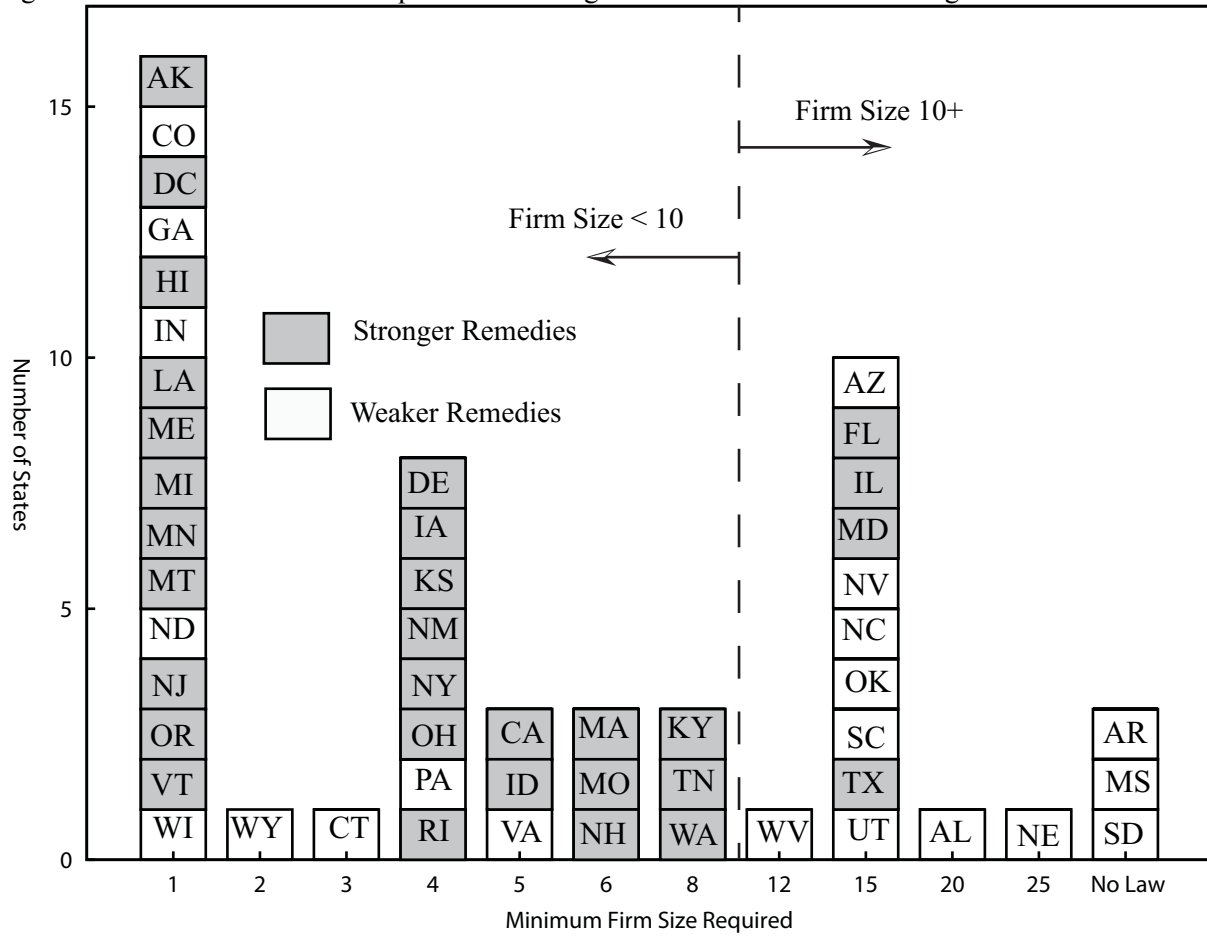 15
10
5
0
Number of States
AK
CO
DC
GA
HI
IN
LA
ME
MI
MN
MT
ND
NJ
OR
VT
WI
WY
CT
DE
IA
KS
NM
NY
OH
PA
RI
CA
ID
VA
MA
MO
NH
KY
TN
WA
WV
AZ
FL
IL
MD
NV
NC
OK
SC
TX
UT
AL
NE
AR
MS
SD
Firm Size 10+
Firm Size < 10
Stronger Remedies
Weaker Remedies
1 2 3 4 5 6 8 12 15 20 25 No Law
Minimum Firm Size Required